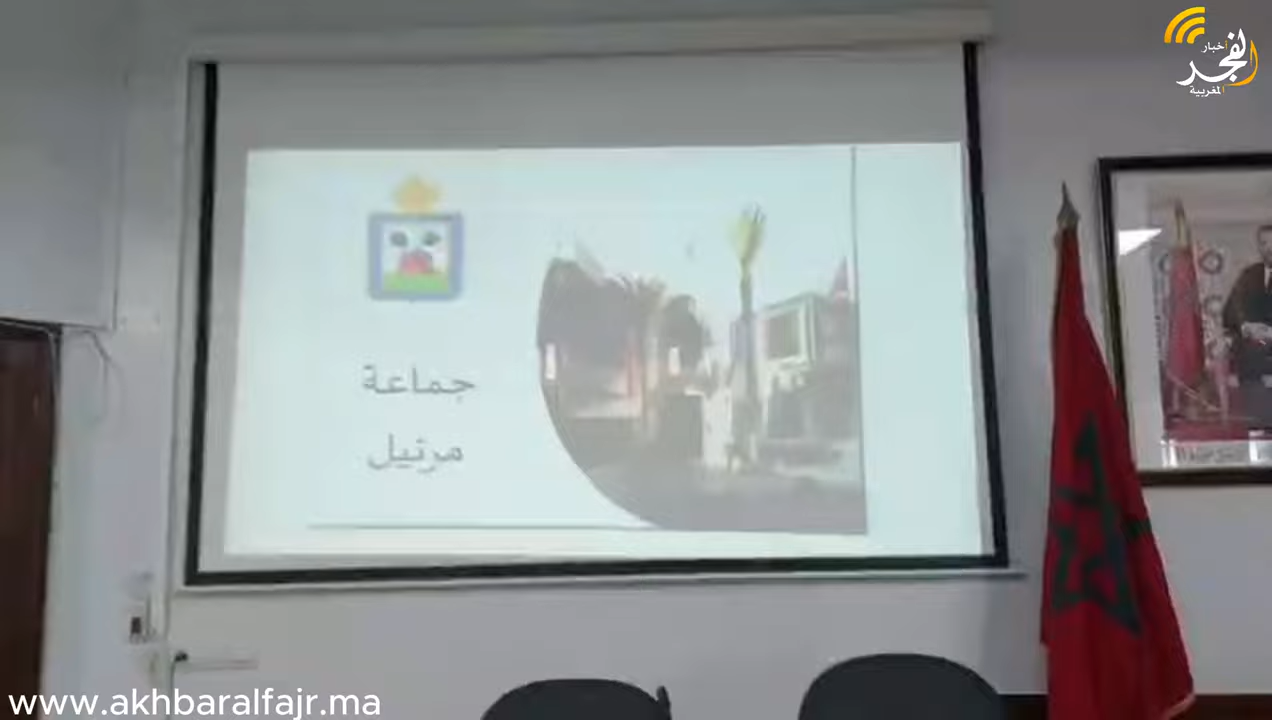 أخبار
الفجر
المغربية
جماعة
مرتيل
www.akhbaralfajr.ma